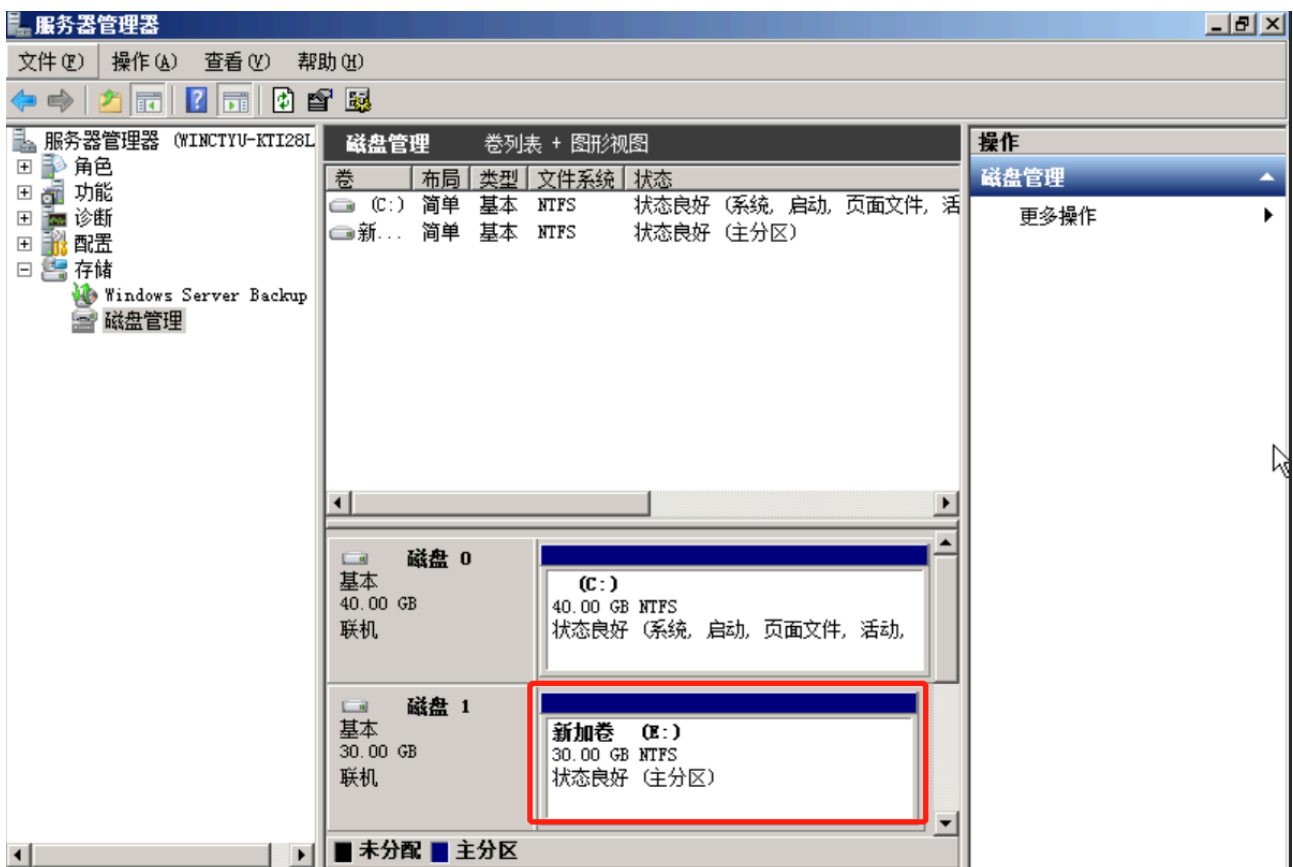 服务器管理器
文件(F) 操作(A) 查看(V) 帮助(H)
服务器管理器 (WINCTYU-KTI28L
角色
功能
诊断
配置
存储
Windows Server Backup
磁盘管理
磁盘管理 卷列表 + 图形视图
卷 布局 类型 文件系统 状态
(C:) 简单 基本 NTFS 状态良好 (系统, 启动, 页面文件, 活
新... 简单 基本 NTFS 状态良好 (主分区)
磁盘 0
基本
40.00 GB
联机
(C:)
40.00 GB NTFS
状态良好 (系统, 启动, 页面文件, 活动,
磁盘 1
基本
30.00 GB
联机
新加卷 (E:)
30.00 GB NTFS
状态良好 (主分区)
未分配 主分区
操作
磁盘管理
更多操作